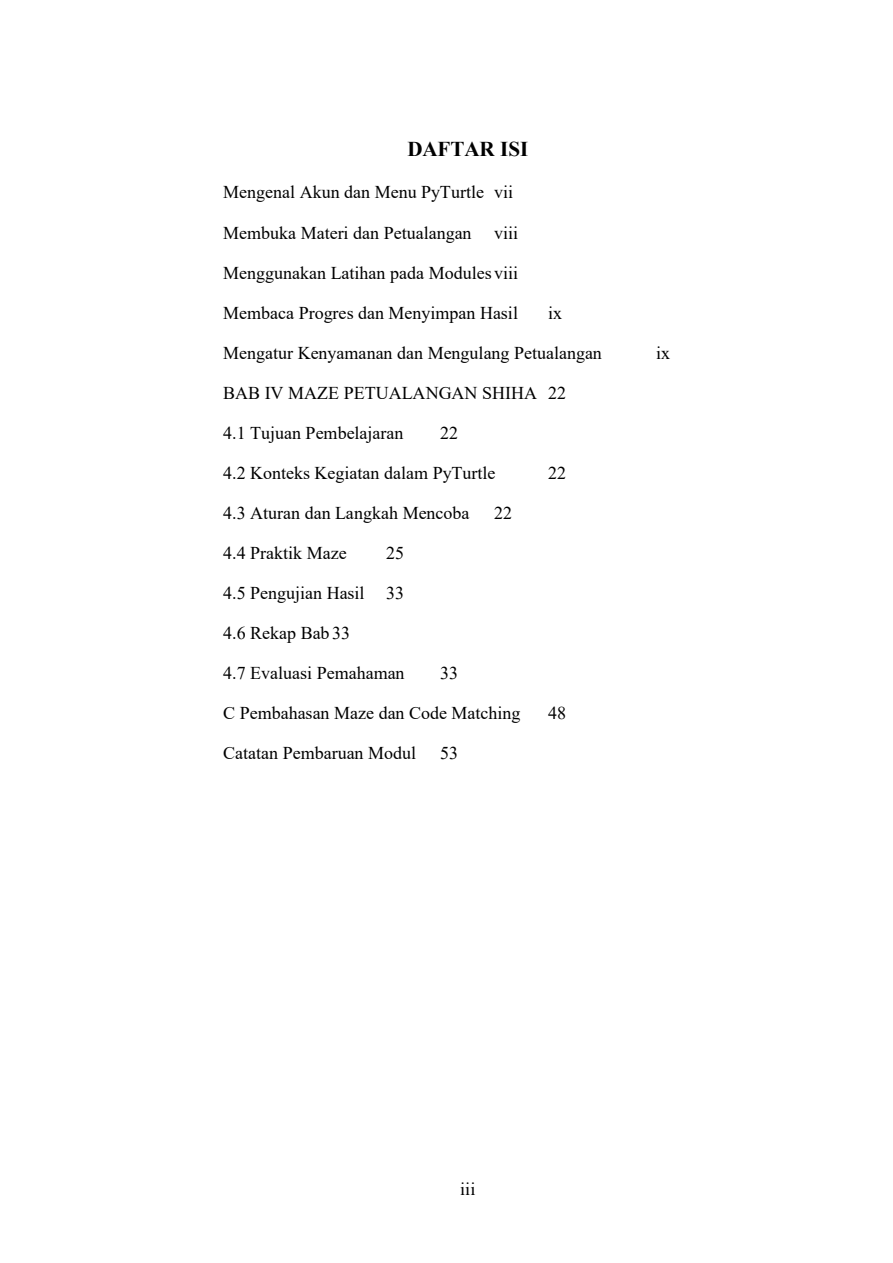 DAFTAR ISI
Mengenal Akun dan Menu PyTurtle vii
Membuka Materi dan Petualangan viii
Menggunakan Latihan pada Modules viii
Membaca Progres dan Menyimpan Hasil ix
Mengatur Kenyamanan dan Mengulang Petualangan ix
BAB IV MAZE PETUALANGAN SHIHA 22
4.1 Tujuan Pembelajaran 22
4.2 Konteks Kegiatan dalam PyTurtle 22
4.3 Aturan dan Langkah Mencoba 22
4.4 Praktik Maze 25
4.5 Pengujian Hasil 33
4.6 Rekap Bab 33
4.7 Evaluasi Pemahaman 33
C Pembahasan Maze dan Code Matching 48
Catatan Pembaruan Modul 53
iii